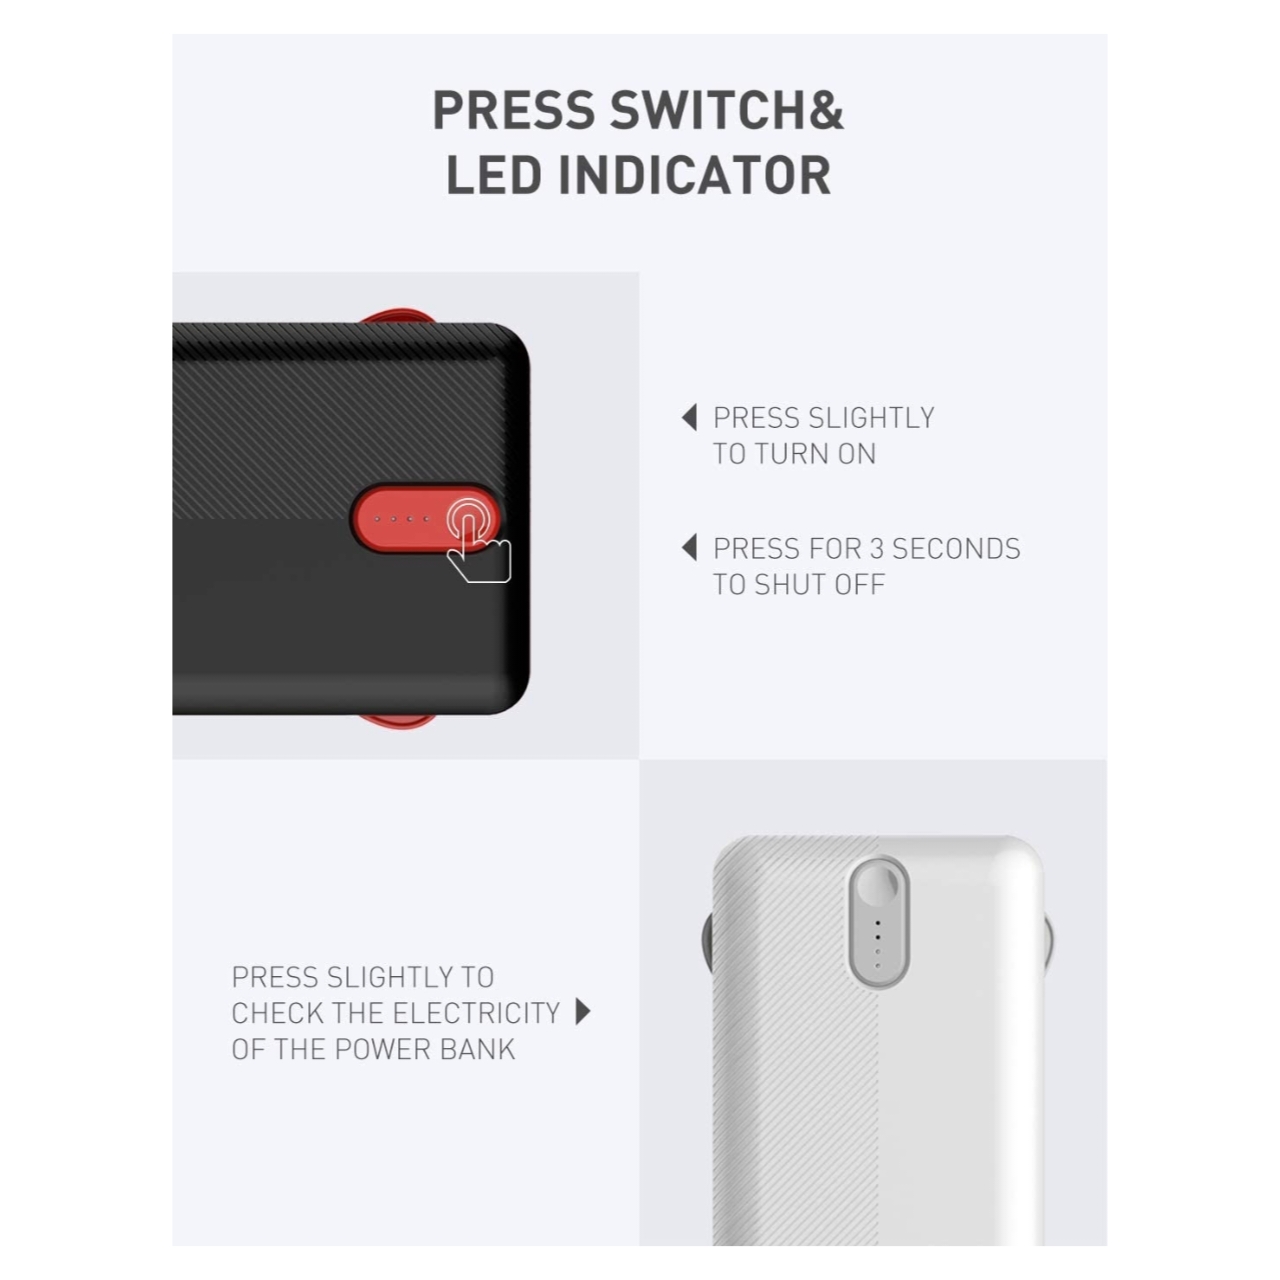 PRESS SWITCH&
LED INDICATOR
PRESS SLIGHTLY
TO TURN ON
PRESS FOR 3 SECONDS
TO SHUT OFF
PRESS SLIGHTLY TO
CHECK THE ELECTRICITY
OF THE POWER BANK